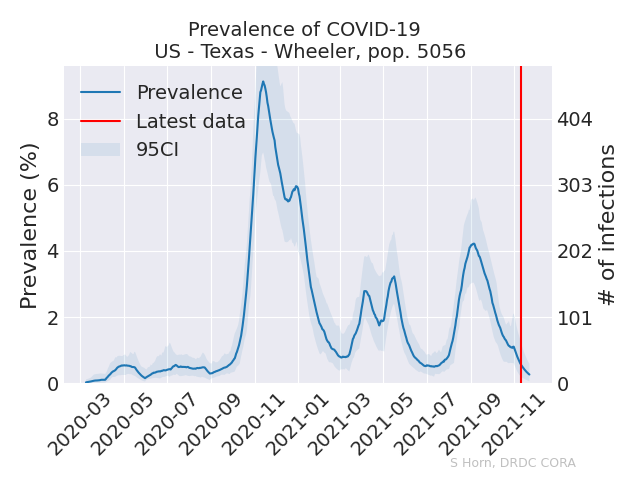 Prevalence of COVID-19
US - Texas - Wheeler, pop. 5056
Prevalence
Latest data
95CI
Prevalence (%)
8
6
4
2
0
# of infections
404
303
202
101
0
2020-03
2020-05
2020-07
2020-09
2020-11
2021-01
2021-03
2021-05
2021-07
2021-09
2021-11
S Horn, DRDC CORA